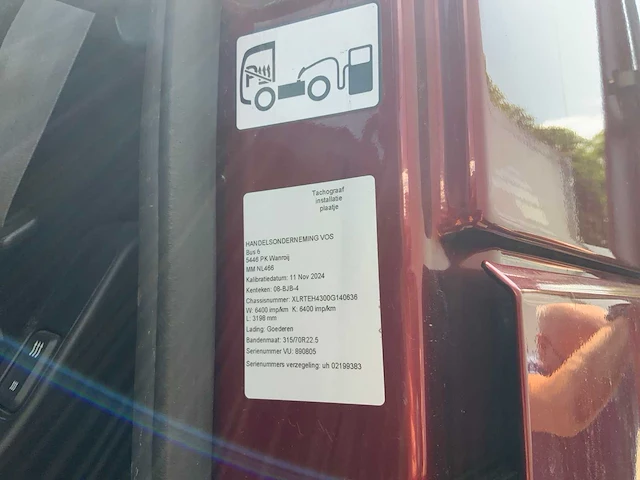 Tachograaf
installatie
plaatje
HANDELSONDERNEMING VOS
Bus 6
5446 PK Wanroij
MM NL466
Kalibratiedatum: 11 Nov 2024
Kenteken: 08-BJB-4
Chassisnummer: XLRTEH4300G140636
W: 6400 imp/km K: 6400 imp/km
L: 3198 mm
Lading: Goederen
Bandenmaat: 315/70R22.5
Serienummer VU: 890805
Serienummers verzegeling: uh 02199383